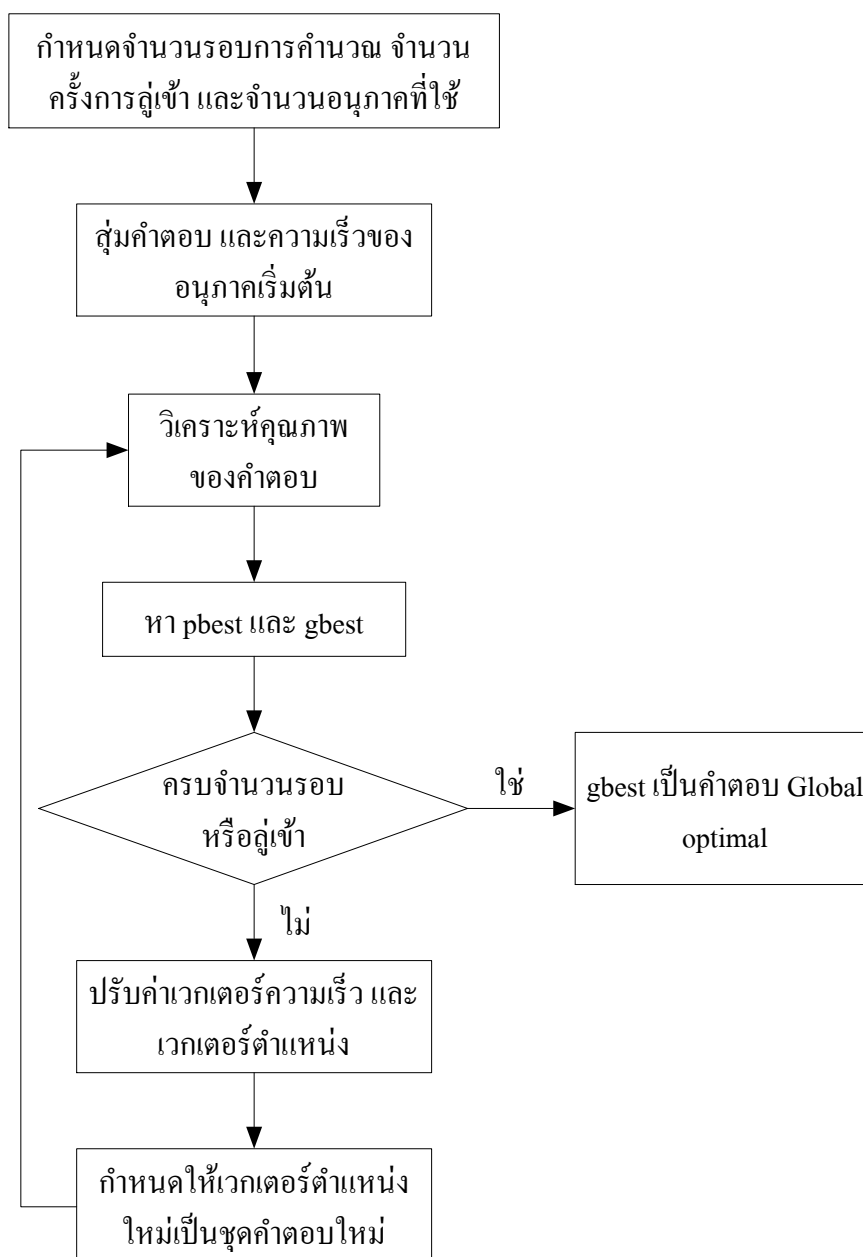 กำหนดจำนวนรอบการคำนวณ จำนวน
ครั้งการลู่เข้า และจำนวนอนุภาคที่ใช้
สุ่มคำตอบ และความเร็วของ
อนุภาคเริ่มต้น
วิเคราะห์คุณภาพ
ของคำตอบ
หา pbest และ gbest
ครบจำนวนรอบ
หรือลู่เข้า
ใช่
gbest เป็นคำตอบ Global
optimal
ไม่
ปรับค่าเวกเตอร์ความเร็ว และ
เวกเตอร์ตำแหน่ง
กำหนดให้เวกเตอร์ตำแหน่ง
ใหม่เป็นชุดคำตอบใหม่